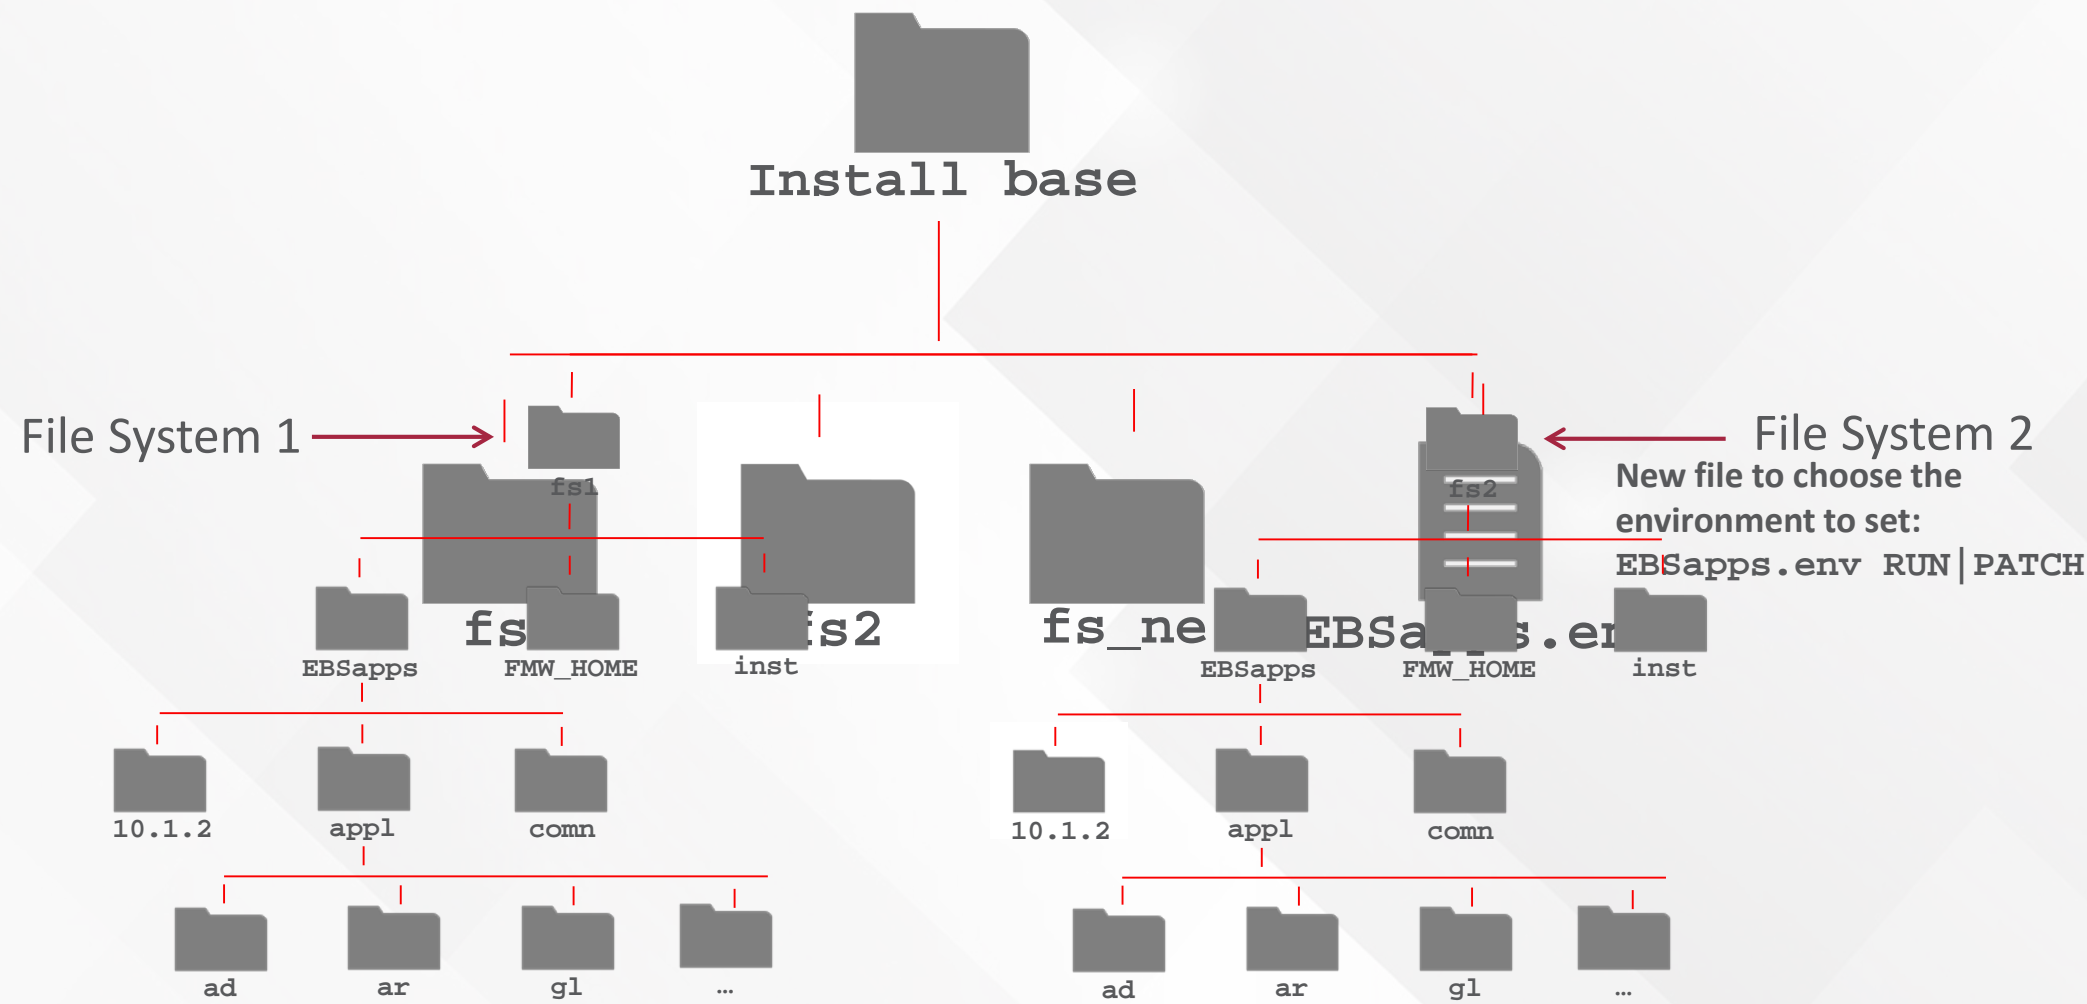 Install base
File System 1
File System 2
fs1
fs2
New file to choose the
environment to set:
EBSapps.env RUN|PATCH
fs2
fs_ne
EBSapps
FMW_HOME
inst
EBSapps
FMW_HOME
inst
10.1.2
appl
comn
10.1.2
appl
comn
ad
ar
gl
…
ad
ar
gl
…